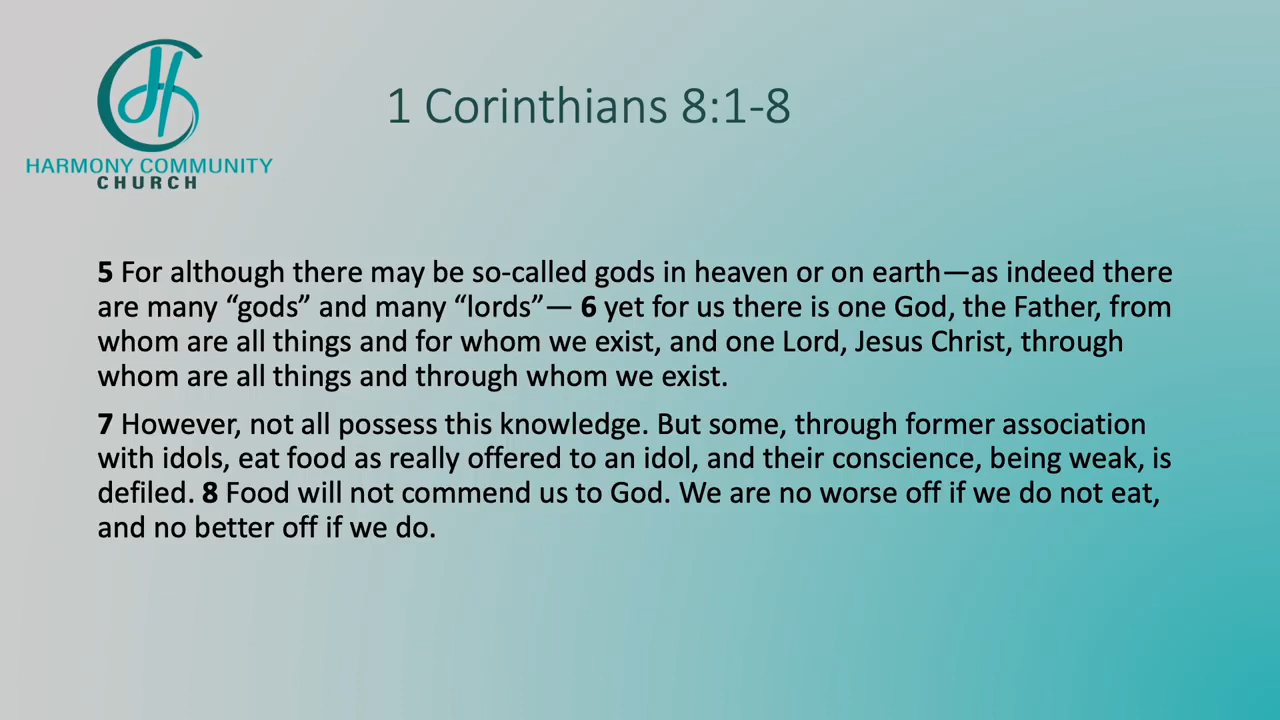 HARMONY COMMUNITY
CHURCH
1 Corinthians 8:1-8
5 For although there may be so-called gods in heaven or on earth—as indeed there
are many “gods” and many “lords”— 6 yet for us there is one God, the Father, from
whom are all things and for whom we exist, and one Lord, Jesus Christ, through
whom are all things and through whom we exist.
7 However, not all possess this knowledge. But some, through former association
with idols, eat food as really offered to an idol, and their conscience, being weak, is
defiled. 8 Food will not commend us to God. We are no worse off if we do not eat,
and no better off if we do.